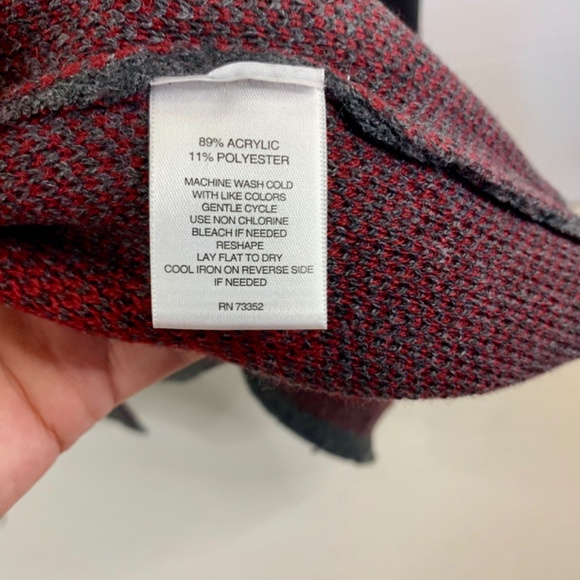 89% ACRYLIC
11% POLYESTER
MACHINE WASH COLD
WITH LIKE COLORS
GENTLE CYCLE
USE NON CHLORINE
BLEACH IF NEEDED
RESHAPE
LAY FLAT TO DRY
COOL IRON ON REVERSE SIDE
IF NEEDED
RN 73352